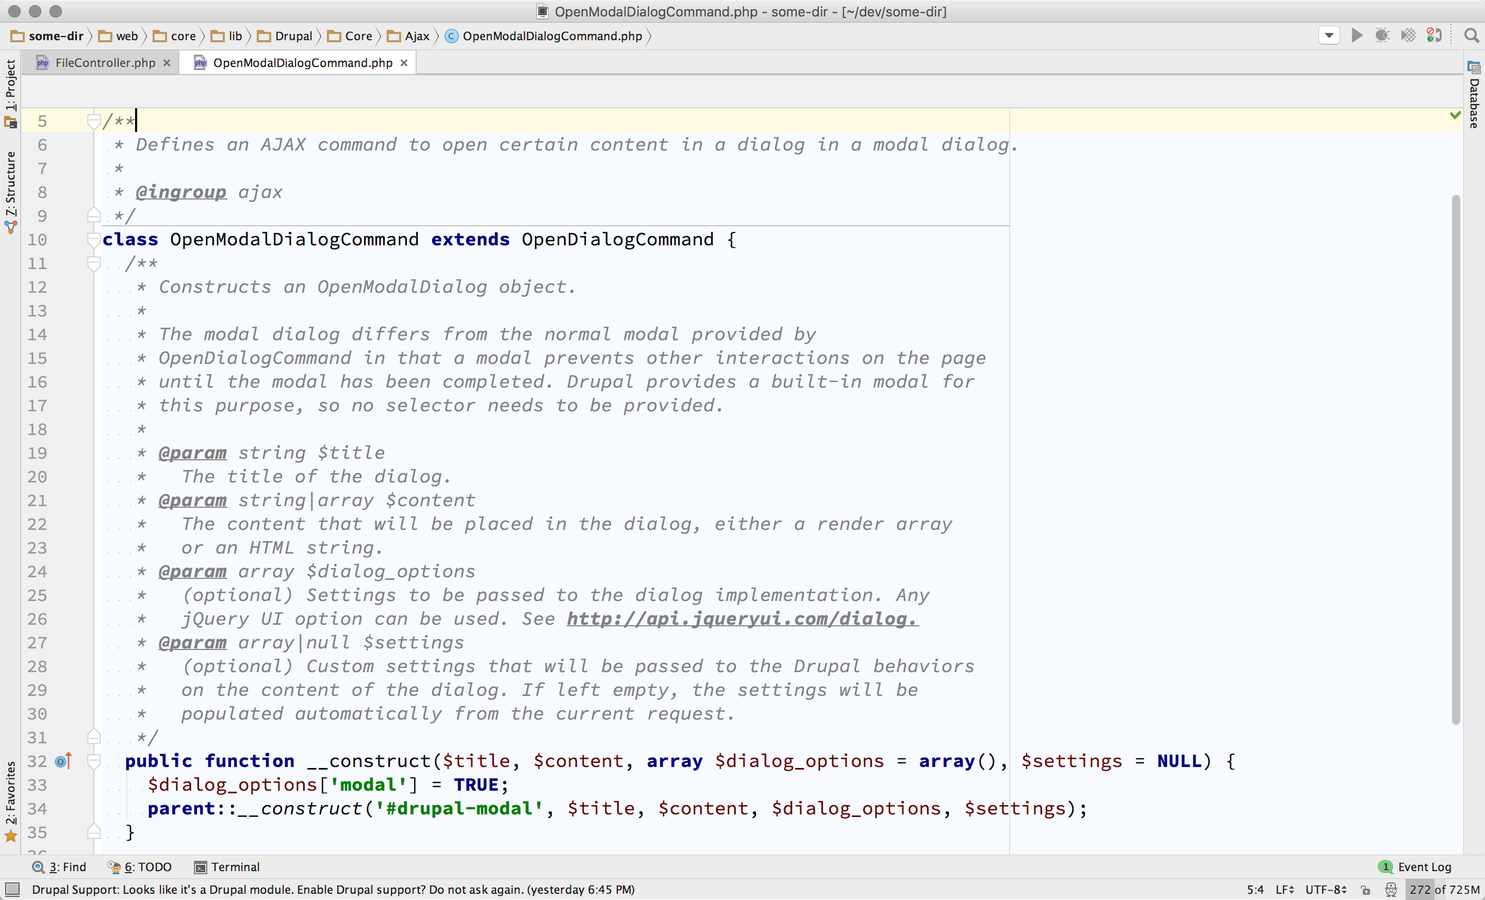 OpenModalDialogCommand.php - some-dir - [~/dev/some-dir]
some-dir web core lib Drupal Core Ajax C OpenModalDialogCommand.php
php FileController.php × php OpenModalDialogCommand.php ×
1: Project
Z: Structure
2: Favorites
Database
5 /**
6 * Defines an AJAX command to open certain content in a dialog in a modal dialog.
7 *
8 * @ingroup ajax
9 */
10 class OpenModalDialogCommand extends OpenDialogCommand {
11 /**
12 * Constructs an OpenModalDialog object.
13 *
14 * The modal dialog differs from the normal modal provided by
15 * OpenDialogCommand in that a modal prevents other interactions on the page
16 * until the modal has been completed. Drupal provides a built-in modal for
17 * this purpose, so no selector needs to be provided.
18 *
19 * @param string $title
20 * The title of the dialog.
21 * @param string|array $content
22 * The content that will be placed in the dialog, either a render array
23 * or an HTML string.
24 * @param array $dialog_options
25 * (optional) Settings to be passed to the dialog implementation. Any
26 * jQuery UI option can be used. See http://api.jqueryui.com/dialog.
27 * @param array|null $settings
28 * (optional) Custom settings that will be passed to the Drupal behaviors
29 * on the content of the dialog. If left empty, the settings will be
30 * populated automatically from the current request.
31 */
32 public function __construct($title, $content, array $dialog_options = array(), $settings = NULL) {
33 $dialog_options['modal'] = TRUE;
34 parent::__construct('#drupal-modal', $title, $content, $dialog_options, $settings);
35 }
3: Find 6: TODO Terminal 1 Event Log
Drupal Support: Looks like it's a Drupal module. Enable Drupal support? Do not ask again. (yesterday 6:45 PM) 5:4 LF UTF-8 272 of 725M